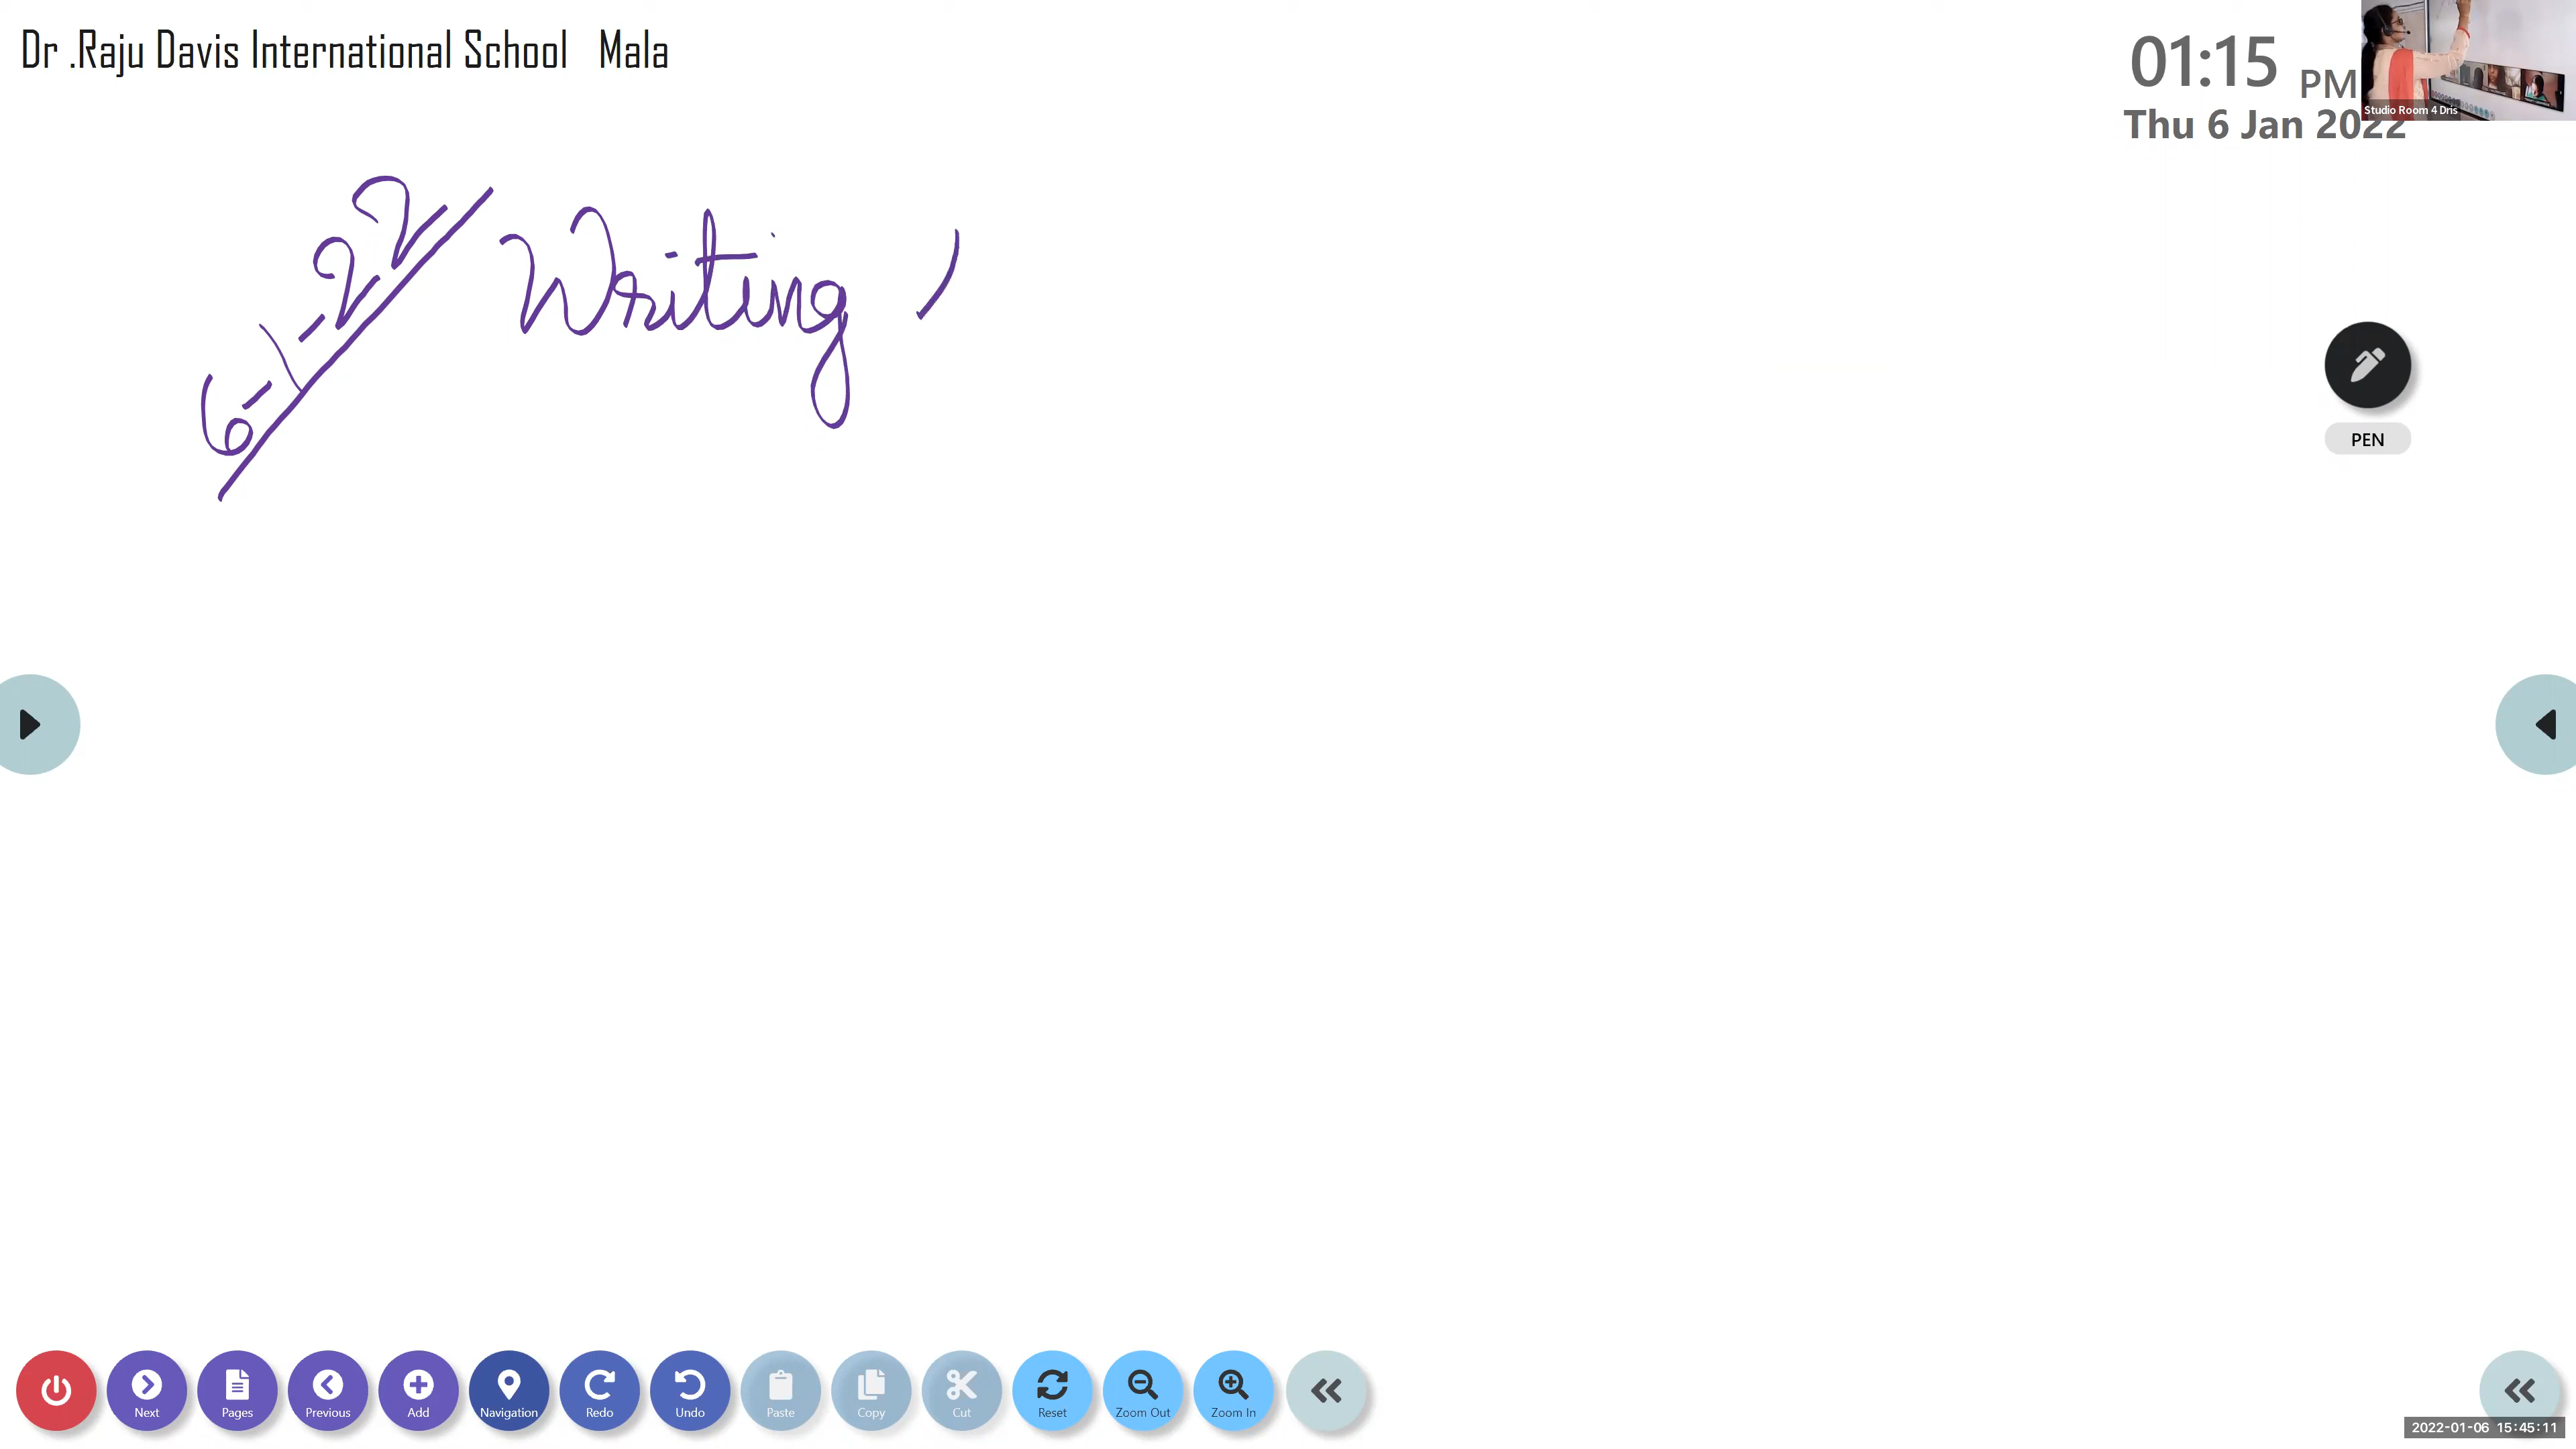 Dr .Raju Davis International School Mala
01:15 PM
Thu 6 Jan 2022
Studio Room 4 Dris
6-1-22
Writing
PEN
Next
Pages
Previous
Add
Navigation
Redo
Undo
Paste
Copy
Cut
Reset
Zoom Out
Zoom In
2022-01-06 15:45:11